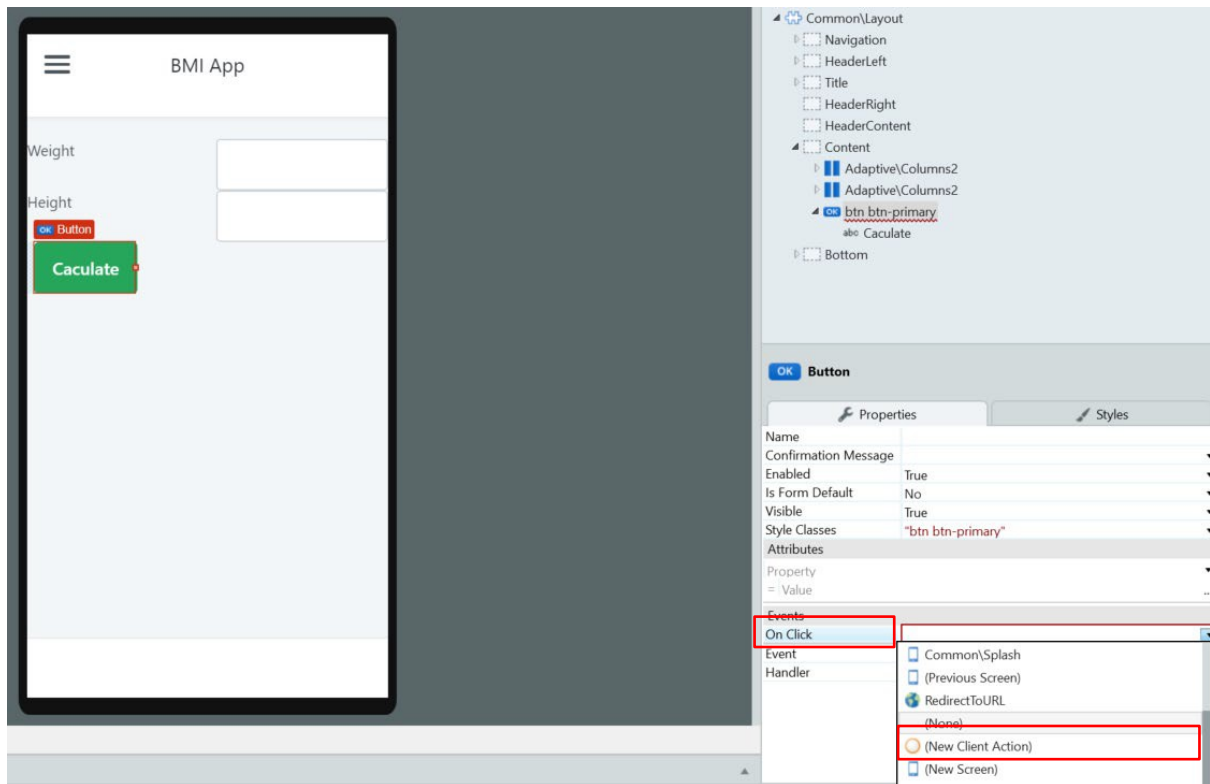 BMI App
Weight
Height
OK Button
Caculate
Common\Layout
Navigation
HeaderLeft
Title
HeaderRight
HeaderContent
Content
Adaptive\Columns2
Adaptive\Columns2
OK btn btn-primary
abc Caculate
Bottom
OK Button
Properties Styles
Name
Confirmation Message
Enabled True
Is Form Default No
Visible True
Style Classes "btn btn-primary"
Attributes
Property
= Value ...
Events
On Click
Event Common\Splash
Handler (Previous Screen)
RedirectToURL
(None)
(New Client Action)
(New Screen)